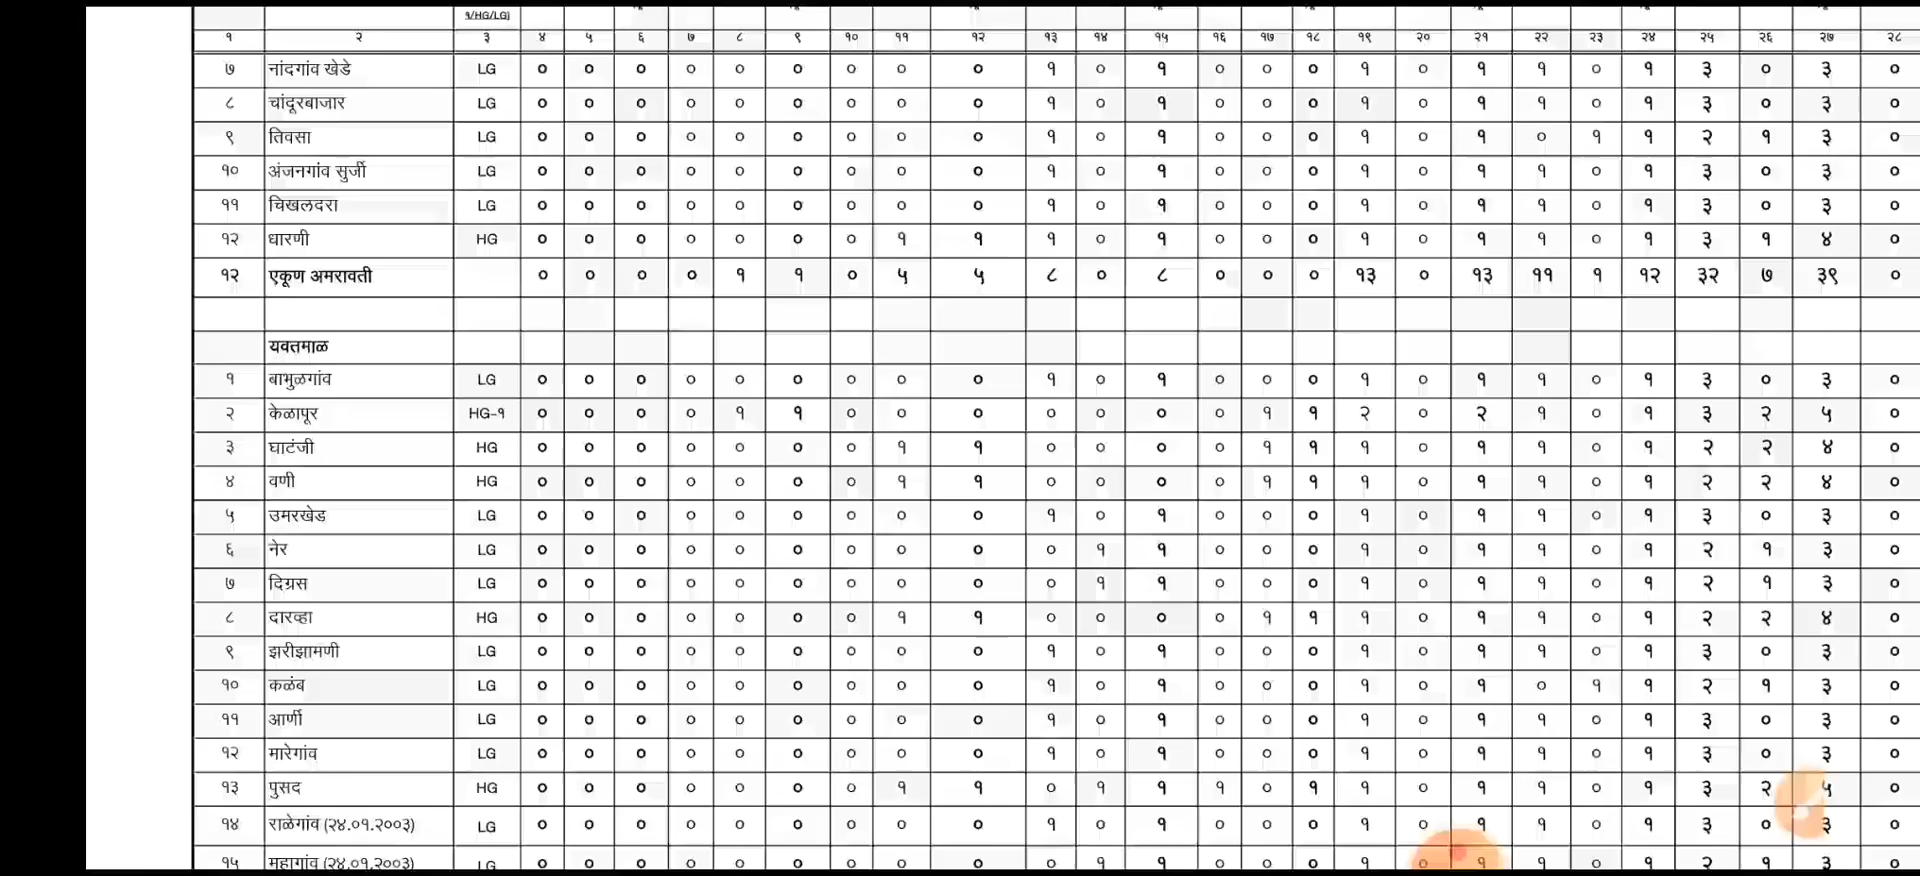 १/HG/LG)
१ २ ३ ४ ५ ६ ७ ८ ९ १० ११ १२ १३ १४ १५ १६ १७ १८ १९ २० २१ २२ २३ २४ २५ २६ २७ २८
७ नांदगांव खेडे LG ० ० ० ० ० ० ० ० ० १ ० १ ० ० ० १ ० १ १ ० १ ३ ० ३ ०
८ चांदूरबाजार LG ० ० ० ० ० ० ० ० ० १ ० १ ० ० ० १ ० १ १ ० १ ३ ० ३ ०
९ तिवसा LG ० ० ० ० ० ० ० ० ० १ ० १ ० ० ० १ ० १ ० १ १ २ १ ३ ०
१० अंजनगांव सुर्जी LG ० ० ० ० ० ० ० ० ० १ ० १ ० ० ० १ ० १ १ ० १ ३ ० ३ ०
११ चिखलदरा LG ० ० ० ० ० ० ० ० ० १ ० १ ० ० ० १ ० १ १ ० १ ३ ० ३ ०
१२ धारणी HG ० ० ० ० ० ० ० १ १ १ ० १ ० ० ० १ ० १ १ ० १ ३ १ ४ ०
१२ एकूण अमरावती ० ० ० ० १ १ ० ५ ५ ८ ० ८ ० ० ० १३ ० १३ ११ १ १२ ३२ ७ ३९ ०
यवतमाळ
१ बाभुळगांव LG ० ० ० ० ० ० ० ० ० १ ० १ ० ० ० १ ० १ १ ० १ ३ ० ३ ०
२ केळापूर HG-१ ० ० ० ० १ १ ० ० ० ० ० ० ० १ १ २ ० २ १ ० १ ३ २ ५ ०
३ घाटंजी HG ० ० ० ० ० ० ० १ १ ० ० ० ० १ १ १ ० १ १ ० १ २ २ ४ ०
४ वणी HG ० ० ० ० ० ० ० १ १ ० ० ० ० १ १ १ ० १ १ ० १ २ २ ४ ०
५ उमरखेड LG ० ० ० ० ० ० ० ० ० १ ० १ ० ० ० १ ० १ १ ० १ ३ ० ३ ०
६ नेर LG ० ० ० ० ० ० ० ० ० ० १ १ ० ० ० १ ० १ १ ० १ २ १ ३ ०
७ दिग्रस LG ० ० ० ० ० ० ० ० ० ० १ १ ० ० ० १ ० १ १ ० १ २ १ ३ ०
८ दारव्हा HG ० ० ० ० ० ० ० १ १ ० ० ० ० १ १ १ ० १ १ ० १ २ २ ४ ०
९ झरीझामणी LG ० ० ० ० ० ० ० ० ० १ ० १ ० ० ० १ ० १ १ ० १ ३ ० ३ ०
१० कळंब LG ० ० ० ० ० ० ० ० ० १ ० १ ० ० ० १ ० १ ० १ १ २ १ ३ ०
११ आर्णी LG ० ० ० ० ० ० ० ० ० १ ० १ ० ० ० १ ० १ १ ० १ ३ ० ३ ०
१२ मारेगांव LG ० ० ० ० ० ० ० ० ० १ ० १ ० ० ० १ ० १ १ ० १ ३ ० ३ ०
१३ पुसद HG ० ० ० ० ० ० ० १ १ ० १ १ १ ० १ १ ० १ १ ० १ ३ २ ५ ०
१४ राळेगांव (२४.०१.२००३) LG ० ० ० ० ० ० ० ० ० १ ० १ ० ० ० १ ० १ १ ० १ ३ ० ३ ०
१५ महागांव (२४.०१.२००३) LG ० ० ० ० ० ० ० ० ० ० १ १ ० ० ० १ ० १ १ ० १ २ १ ३ ०